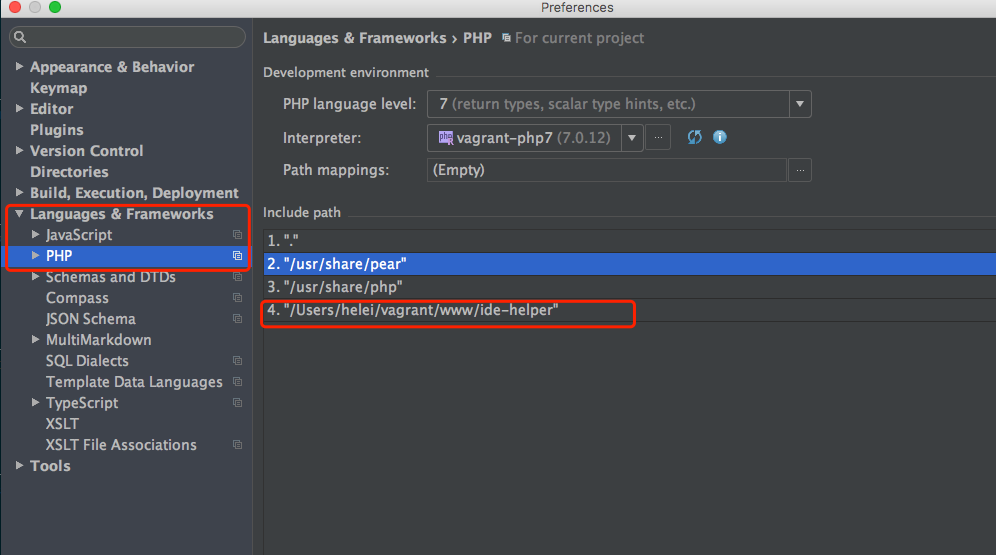 Preferences
Appearance & Behavior
Keymap
Editor
Plugins
Version Control
Directories
Build, Execution, Deployment
Languages & Frameworks
JavaScript
PHP
Schemas and DTDs
Compass
JSON Schema
MultiMarkdown
SQL Dialects
Template Data Languages
TypeScript
XSLT
XSLT File Associations
Tools
Languages & Frameworks › PHP For current project
Development environment
PHP language level: 7 (return types, scalar type hints, etc.)
Interpreter: php vagrant-php7 (7.0.12) ...
Path mappings: (Empty) ...
Include path
1. "."
2. "/usr/share/pear"
3. "/usr/share/php"
4. "/Users/helei/vagrant/www/ide-helper"